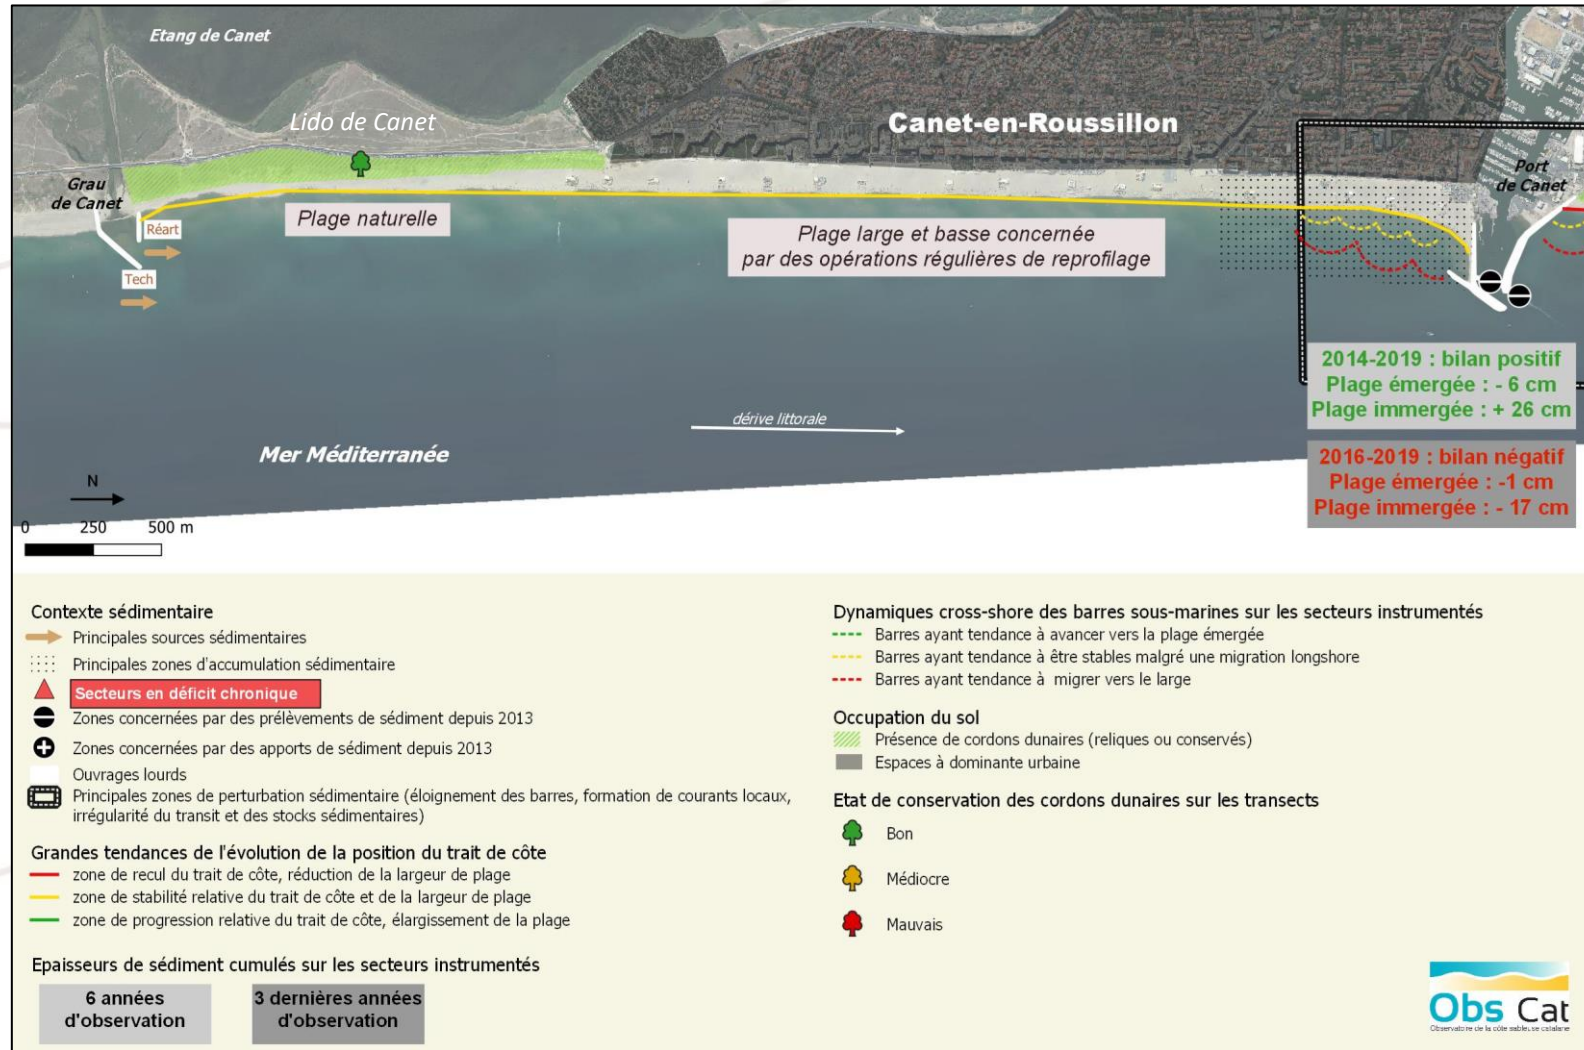 Etang de Canet
Lido de Canet
Canet-en-Roussillon
Grau
de Canet
Port
de Canet
Réart
Tech
Plage naturelle
Plage large et basse concernée
par des opérations régulières de reprofilage
dérive littorale
Mer Méditerranée
2014-2019 : bilan positif
Plage émergée : - 6 cm
Plage immergée : + 26 cm
2016-2019 : bilan négatif
Plage émergée : -1 cm
Plage immergée : - 17 cm
N
0 250 500 m
Contexte sédimentaire
Principales sources sédimentaires
Principales zones d'accumulation sédimentaire
Secteurs en déficit chronique
Zones concernées par des prélèvements de sédiment depuis 2013
Zones concernées par des apports de sédiment depuis 2013
Ouvrages lourds
Principales zones de perturbation sédimentaire (éloignement des barres, formation de courants locaux,
irrégularité du transit et des stocks sédimentaires)
Grandes tendances de l'évolution de la position du trait de côte
zone de recul du trait de côte, réduction de la largeur de plage
zone de stabilité relative du trait de côte et de la largeur de plage
zone de progression relative du trait de côte, élargissement de la plage
Epaisseurs de sédiment cumulés sur les secteurs instrumentés
6 années
d'observation
3 dernières années
d'observation
Dynamiques cross-shore des barres sous-marines sur les secteurs instrumentés
Barres ayant tendance à avancer vers la plage émergée
Barres ayant tendance à être stables malgré une migration longshore
Barres ayant tendance à migrer vers le large
Occupation du sol
Présence de cordons dunaires (reliques ou conservés)
Espaces à dominante urbaine
Etat de conservation des cordons dunaires sur les transects
Bon
Médiocre
Mauvais
Obs Cat
Observatoire de la côte sableuse catalane